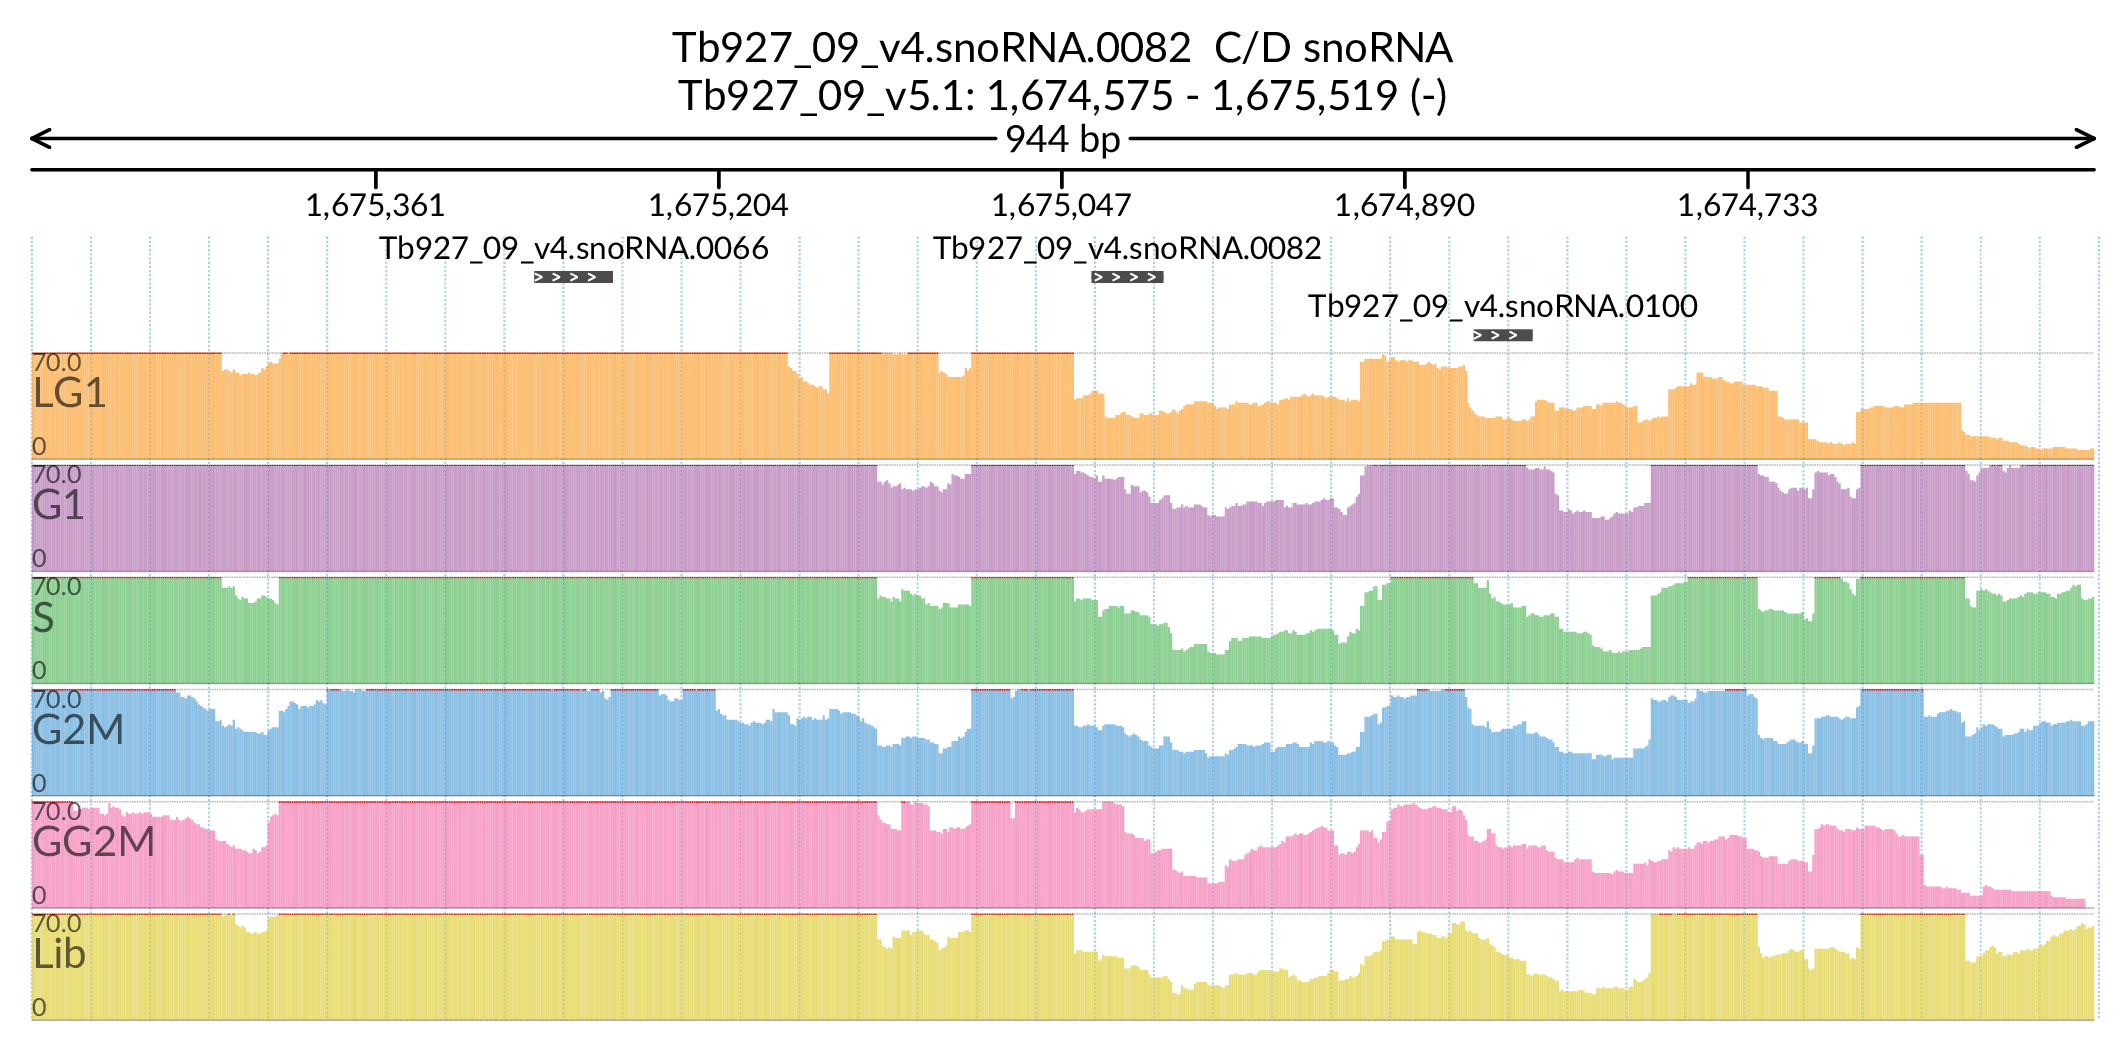 Tb927_09_v4.snoRNA.0082  C/D snoRNA
Tb927_09_v5.1: 1,674,575 - 1,675,519 (-)
944 bp
1,675,361 1,675,204 1,675,047 1,674,890 1,674,733
Tb927_09_v4.snoRNA.0066 Tb927_09_v4.snoRNA.0082
Tb927_09_v4.snoRNA.0100
70.0
LG1
0
70.0
G1
0
70.0
S
0
70.0
G2M
0
70.0
GG2M
0
70.0
Lib
0